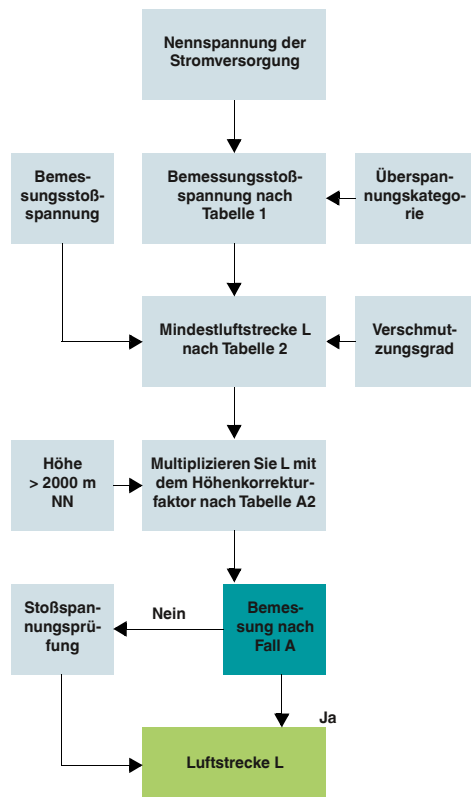 Nennspannung der
Stromversorgung
Bemes-
sungsstoß-
spannung
Bemessungsstoß-
spannung nach
Tabelle 1
Überspan-
nungskatego-
rie
Mindestluftstrecke L
nach Tabelle 2
Verschmut-
zungsgrad
Höhe
> 2000 m
NN
Multiplizieren Sie L mit
dem Höhenkorrektur-
faktor nach Tabelle A2
Stoßspan-
nungsprü-
fung
Nein
Bemes-
sung nach
Fall A
Ja
Luftstrecke L